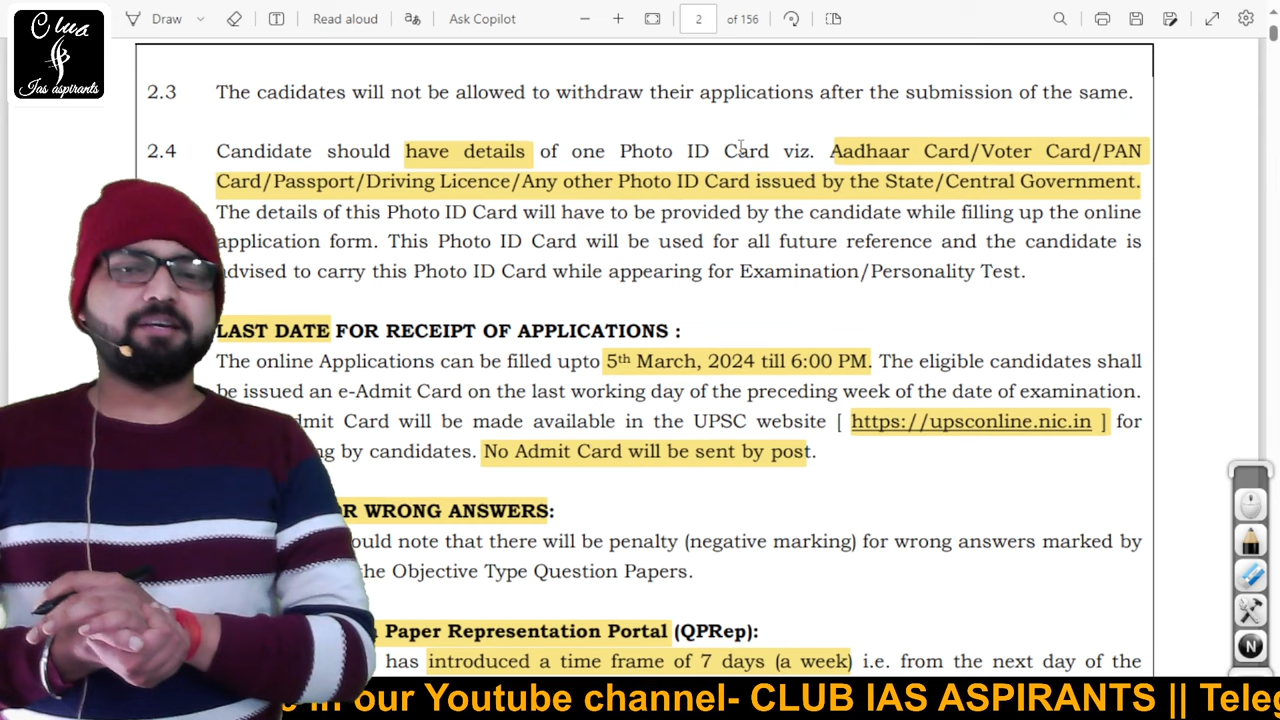 Draw
Read aloud
aあ
Ask Copilot
2 of 156
Clua
Ias aspirants
2.3 The cadidates will not be allowed to withdraw their applications after the submission of the same.
2.4 Candidate should have details of one Photo ID Card viz. Aadhaar Card/Voter Card/PAN
Card/Passport/Driving Licence/Any other Photo ID Card issued by the State/Central Government.
The details of this Photo ID Card will have to be provided by the candidate while filling up the online
application form. This Photo ID Card will be used for all future reference and the candidate is
advised to carry this Photo ID Card while appearing for Examination/Personality Test.
LAST DATE FOR RECEIPT OF APPLICATIONS :
The online Applications can be filled upto 5th March, 2024 till 6:00 PM. The eligible candidates shall
be issued an e-Admit Card on the last working day of the preceding week of the date of examination.
dmit Card will be made available in the UPSC website [ https://upsconline.nic.in ] for
g by candidates. No Admit Card will be sent by post.
R WRONG ANSWERS:
ould note that there will be penalty (negative marking) for wrong answers marked by
he Objective Type Question Papers.
Paper Representation Portal (QPRep):
has introduced a time frame of 7 days (a week) i.e. from the next day of the
N
in our Youtube channel- CLUB IAS ASPIRANTS || Teleg